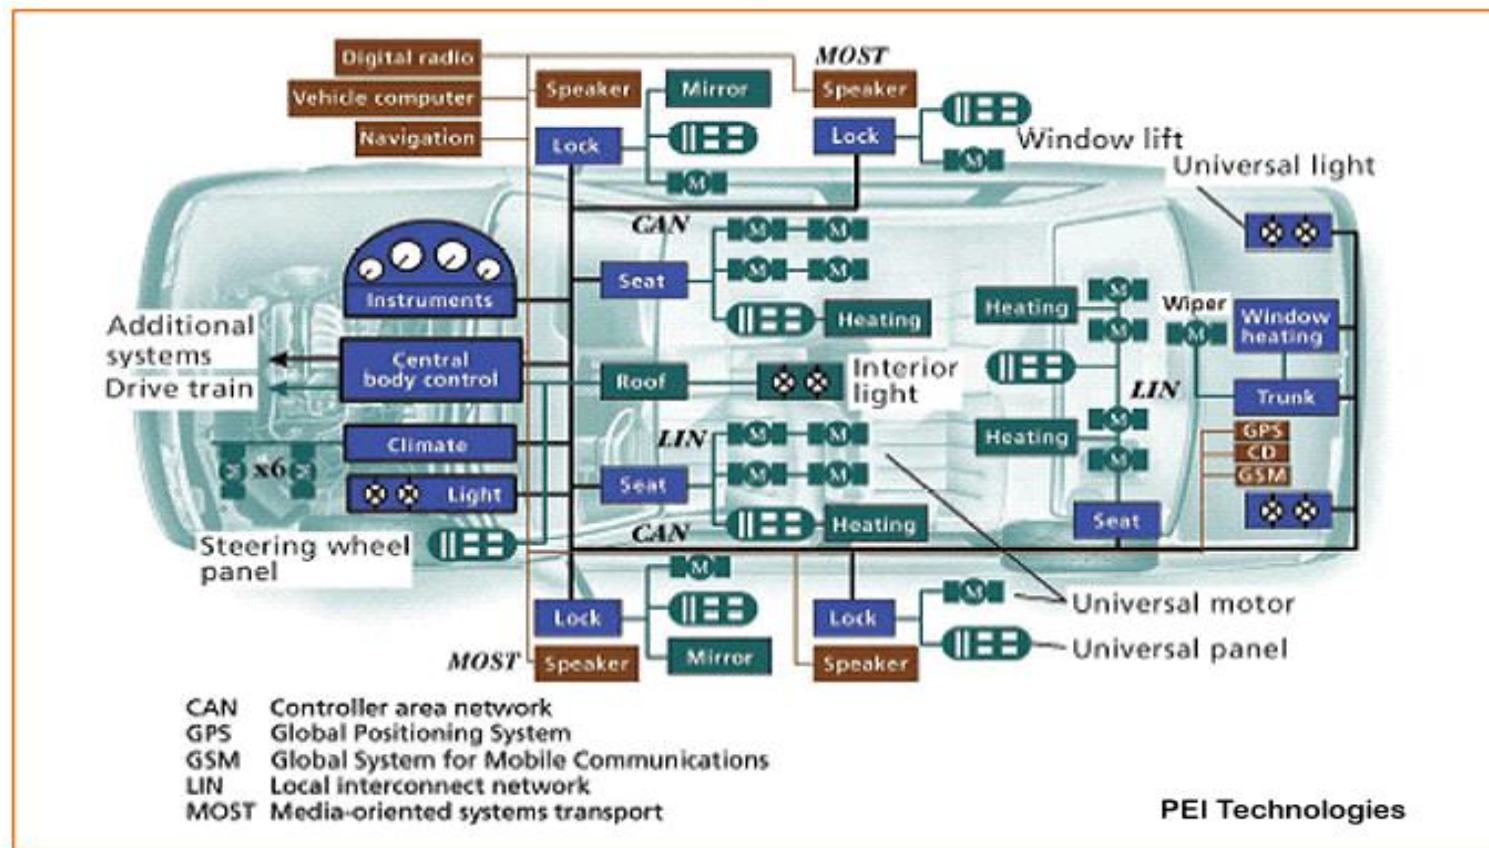 Digital radio
MOST
Vehicle computer
Speaker
Mirror
Speaker
Navigation
Lock
Lock
Window lift
M
M
Universal light
CAN
M M
Instruments
Seat
M M
Heating
Heating
M
Wiper
M
M
Window
heating
Additional
systems
Drive train
Central
body control
Roof
Interior
light
LIN
Trunk
Climate
LIN
M M
Heating
M
GPS
CD
GSM
M x6 M
Light
Seat
M M
M
Heating
CAN
Seat
Steering wheel
panel
M
Lock
Lock
M
Universal motor
Universal panel
MOST
Speaker
Mirror
Speaker
CAN Controller area network
GPS Global Positioning System
GSM Global System for Mobile Communications
LIN Local interconnect network
MOST Media-oriented systems transport
PEI Technologies